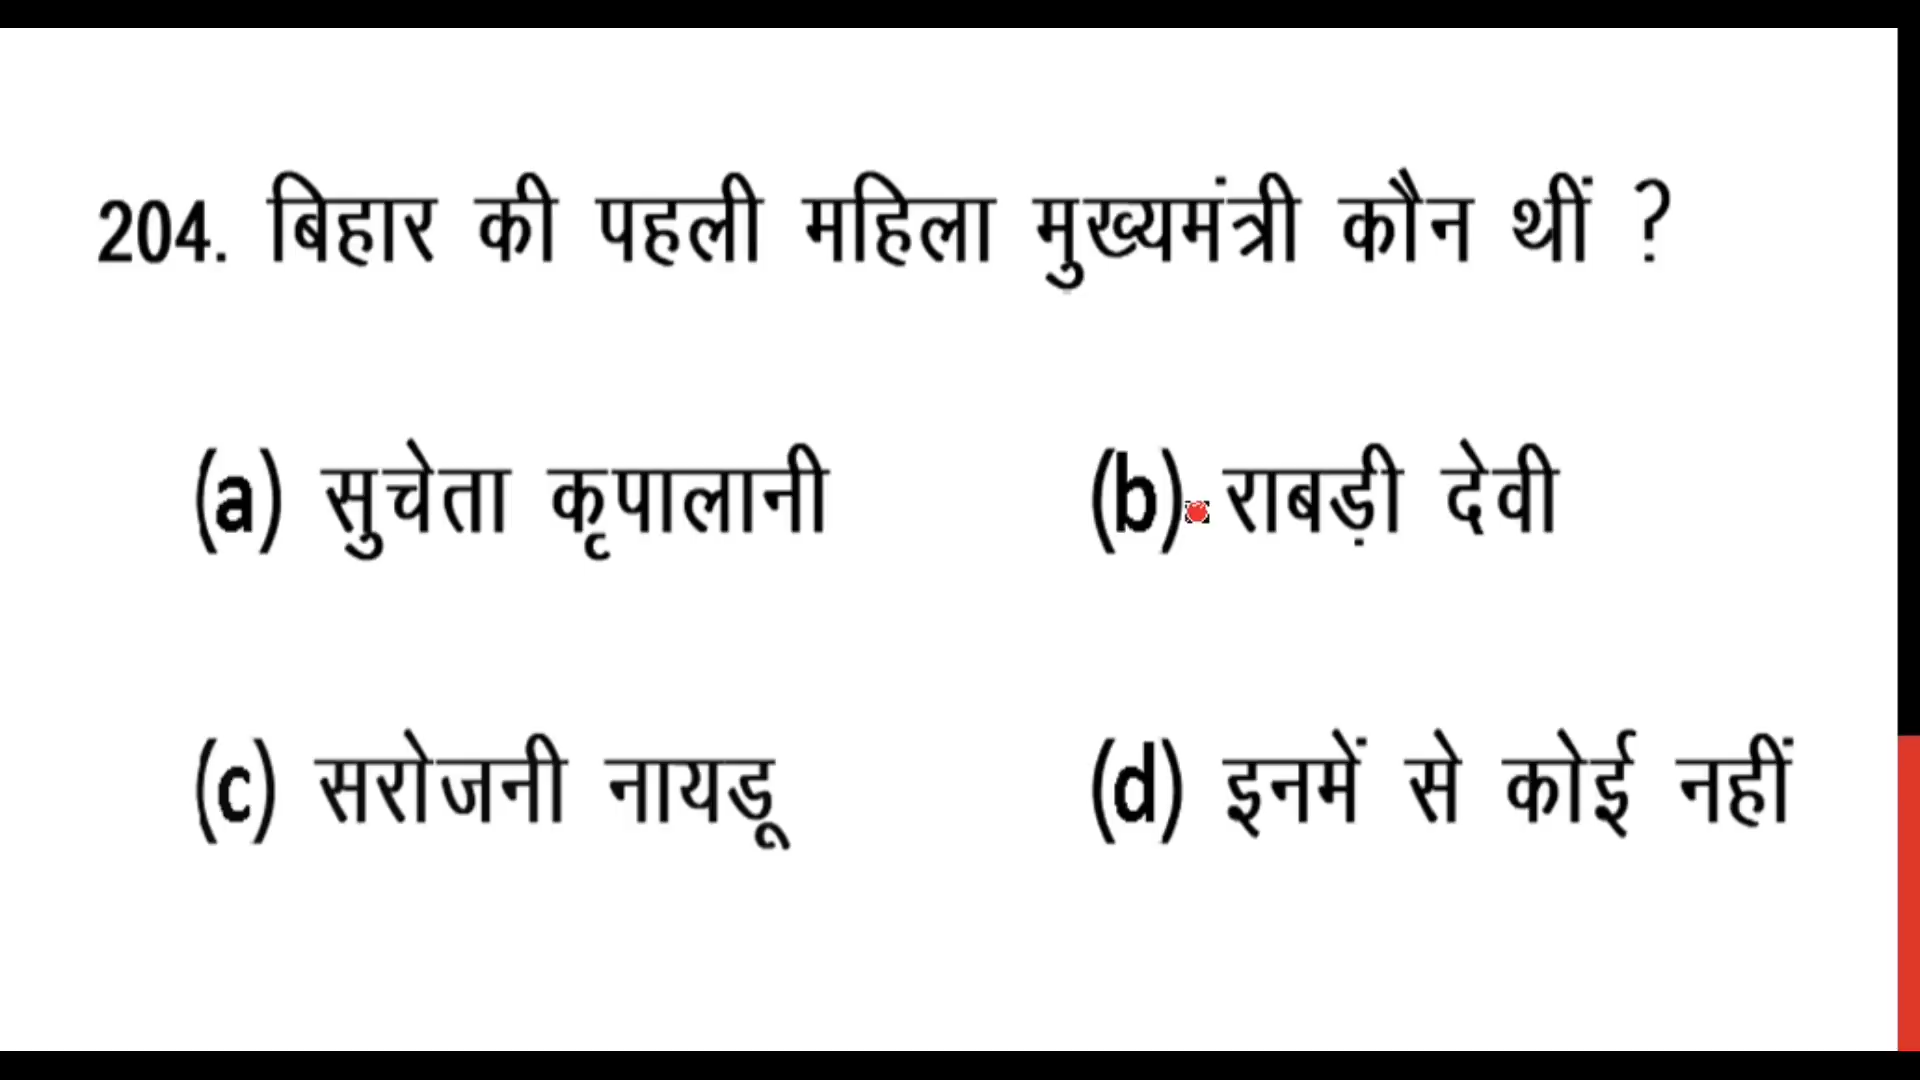 204. बिहार की पहली महिला मुख्यमंत्री कौन थीं ?
(a) सुचेता कृपालानी (b) राबड़ी देवी
(c) सरोजनी नायडू (d) इनमें से कोई नहीं